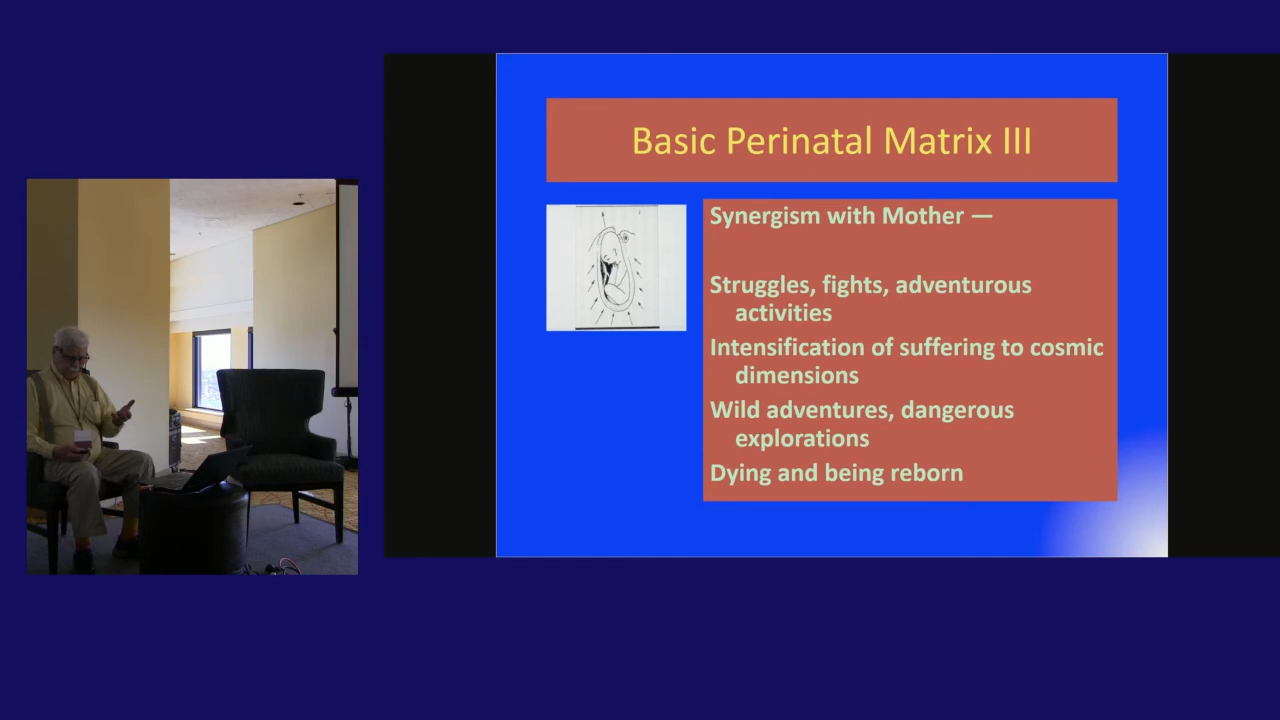 Basic Perinatal Matrix III
Synergism with Mother —
Struggles, fights, adventurous
activities
Intensification of suffering to cosmic
dimensions
Wild adventures, dangerous
explorations
Dying and being reborn